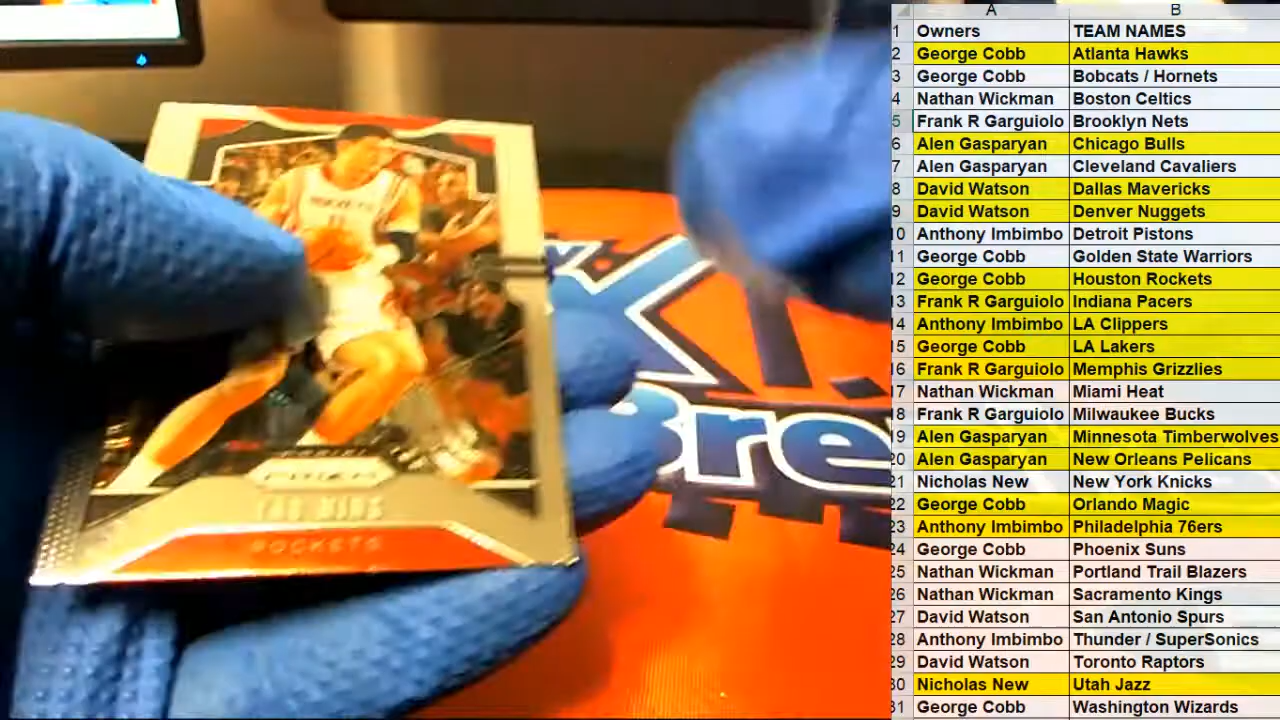 A B
1 Owners TEAM NAMES
2 George Cobb Atlanta Hawks
3 George Cobb Bobcats / Hornets
4 Nathan Wickman Boston Celtics
5 Frank R Garguiolo Brooklyn Nets
6 Alen Gasparyan Chicago Bulls
7 Alen Gasparyan Cleveland Cavaliers
8 David Watson Dallas Mavericks
9 David Watson Denver Nuggets
10 Anthony Imbimbo Detroit Pistons
11 George Cobb Golden State Warriors
12 George Cobb Houston Rockets
13 Frank R Garguiolo Indiana Pacers
14 Anthony Imbimbo LA Clippers
15 George Cobb LA Lakers
16 Frank R Garguiolo Memphis Grizzlies
17 Nathan Wickman Miami Heat
18 Frank R Garguiolo Milwaukee Bucks
19 Alen Gasparyan Minnesota Timberwolves
20 Alen Gasparyan New Orleans Pelicans
21 Nicholas New New York Knicks
22 George Cobb Orlando Magic
23 Anthony Imbimbo Philadelphia 76ers
24 George Cobb Phoenix Suns
25 Nathan Wickman Portland Trail Blazers
26 Nathan Wickman Sacramento Kings
27 David Watson San Antonio Spurs
28 Anthony Imbimbo Thunder / SuperSonics
29 David Watson Toronto Raptors
30 Nicholas New Utah Jazz
31 George Cobb Washington Wizards
ROCKETS
PRIZM
YAO MING
ROCKETS
Bre